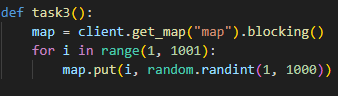 def task3():
    map = client.get_map("map").blocking()
    for i in range(1, 1001):
        map.put(i, random.randint(1, 1000))